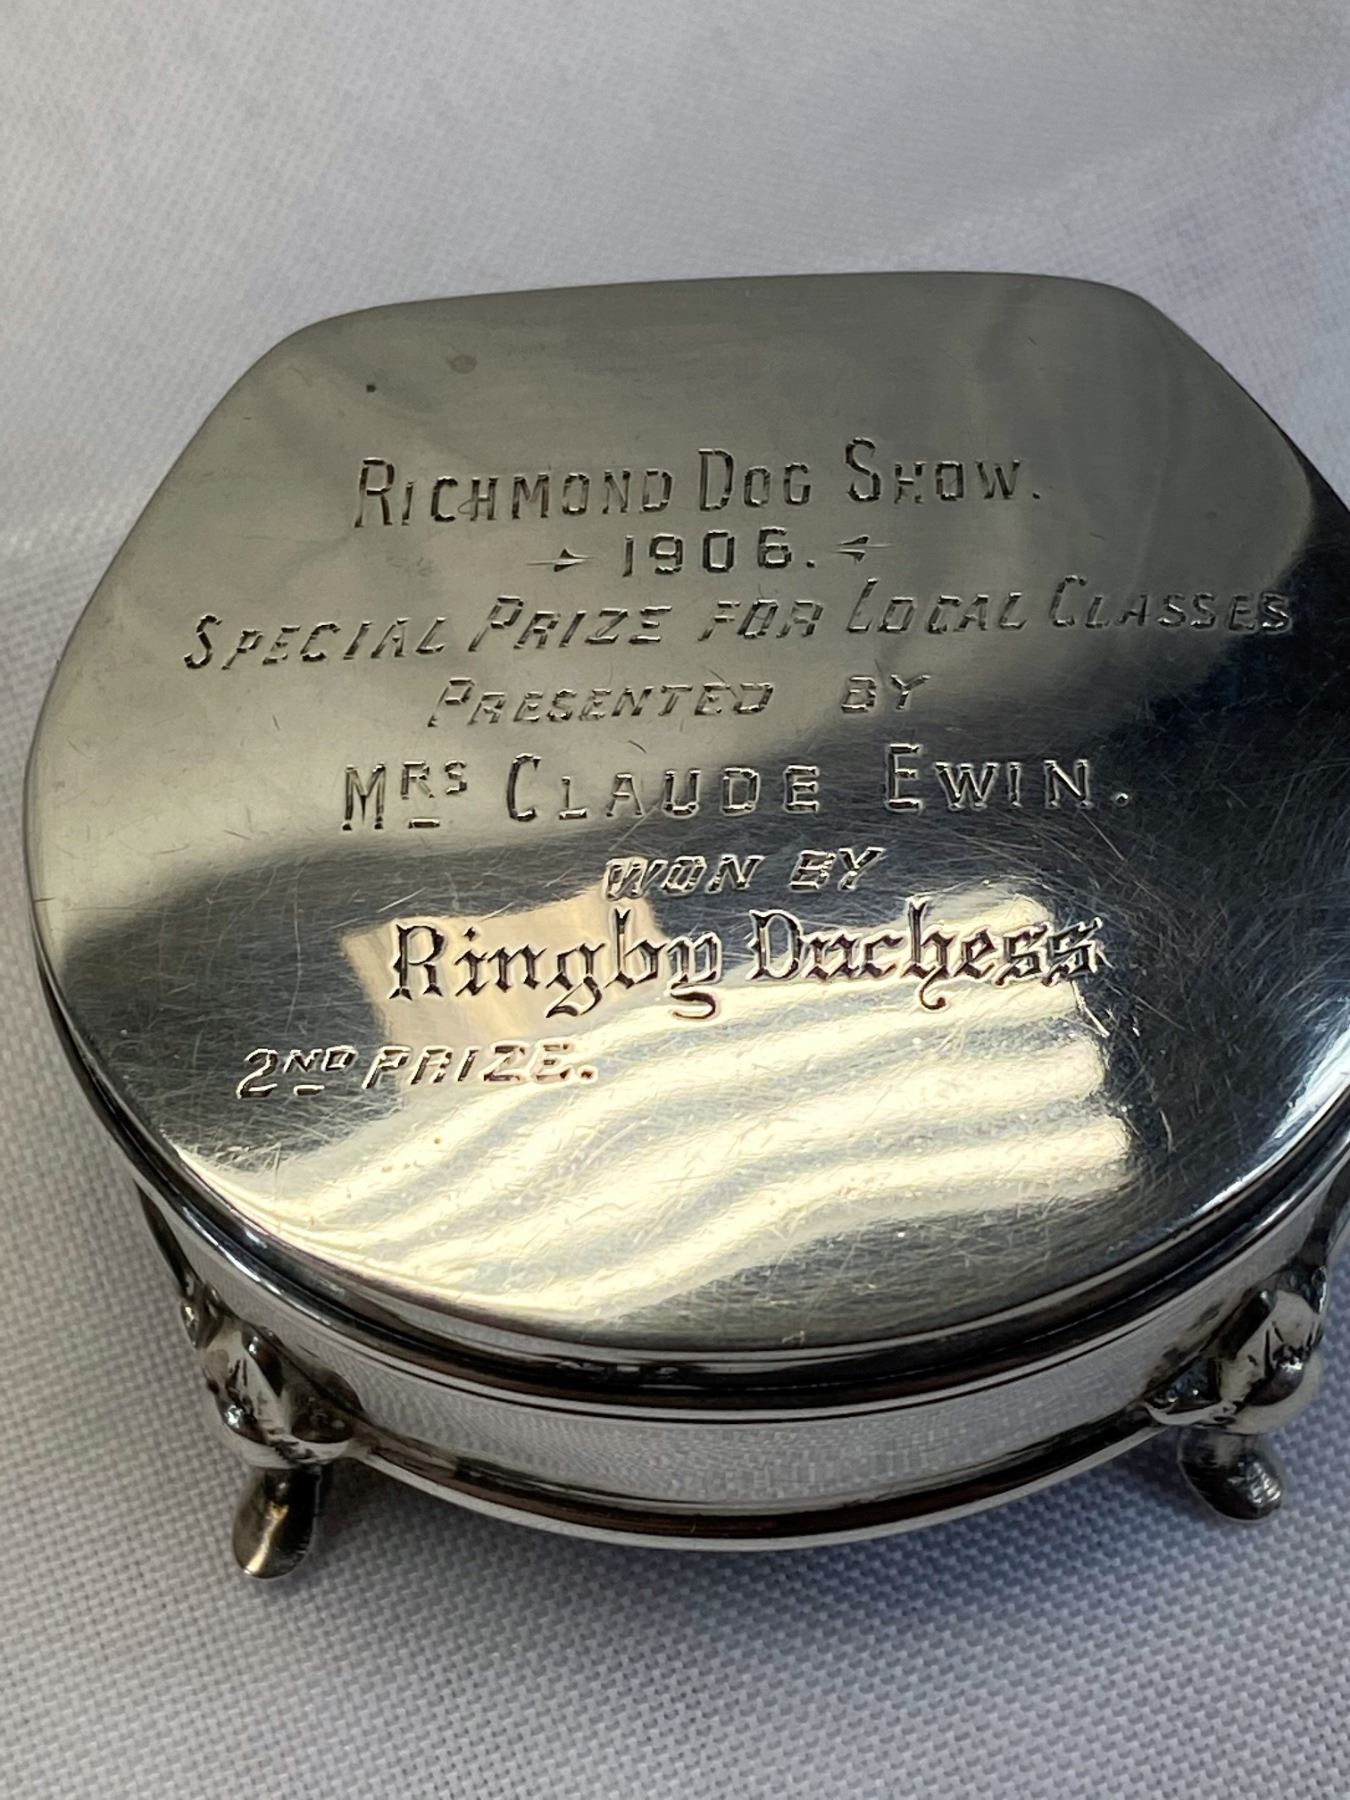 RICHMOND DOG SHOW.
1906.
SPECIAL PRIZE FOR LOCAL CLASSES
PRESENTED BY
MRS CLAUDE EWIN.
WON BY
Ringby Duchess
2ND PRIZE.